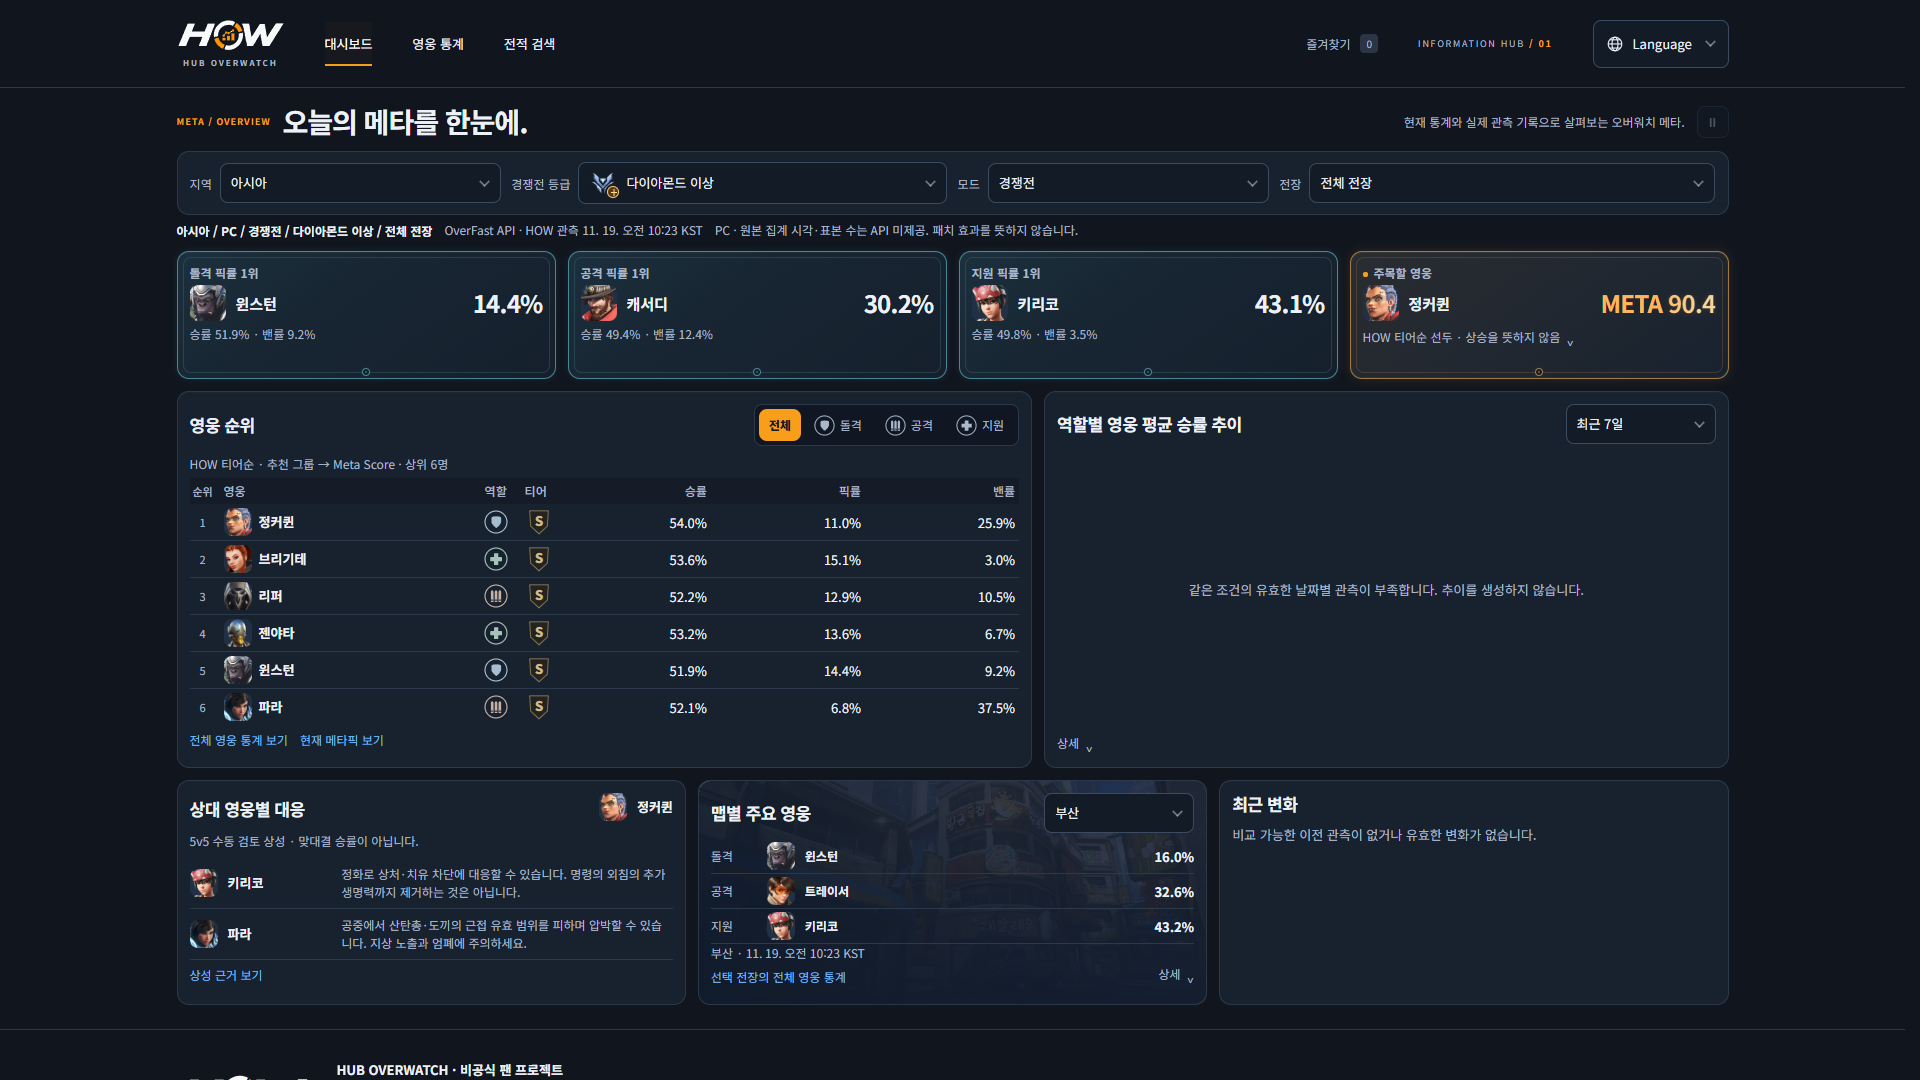 HOW
HUB OVERWATCH
대시보드
영웅 통계
전적 검색
즐겨찾기 0
INFORMATION HUB / 01
Language
META / OVERVIEW
오늘의 메타를 한눈에.
현재 통계와 실제 관측 기록으로 살펴보는 오버워치 메타.
지역 아시아
경쟁전 등급 다이아몬드 이상
모드 경쟁전
전장 전체 전장
아시아 / PC / 경쟁전 / 다이아몬드 이상 / 전체 전장 OverFast API · HOW 관측 11. 19. 오전 10:23 KST PC · 원본 집계 시각·표본 수는 API 미제공. 패치 효과를 뜻하지 않습니다.
돌격 픽률 1위
윈스턴 14.4%
승률 51.9% · 밴률 9.2%
공격 픽률 1위
캐서디 30.2%
승률 49.4% · 밴률 12.4%
지원 픽률 1위
키리코 43.1%
승률 49.8% · 밴률 3.5%
주목할 영웅
정커퀸 META 90.4
HOW 티어순 선두 · 상승을 뜻하지 않음 v
영웅 순위
전체 돌격 공격 지원
HOW 티어순 · 추천 그룹 → Meta Score · 상위 6명
순위 영웅 역할 티어 승률 픽률 밴률
1 정커퀸 S 54.0% 11.0% 25.9%
2 브리기테 S 53.6% 15.1% 3.0%
3 리퍼 S 52.2% 12.9% 10.5%
4 젠야타 S 53.2% 13.6% 6.7%
5 윈스턴 S 51.9% 14.4% 9.2%
6 파라 S 52.1% 6.8% 37.5%
전체 영웅 통계 보기 현재 메타픽 보기
역할별 영웅 평균 승률 추이
최근 7일
같은 조건의 유효한 날짜별 관측이 부족합니다. 추이를 생성하지 않습니다.
상세 v
상대 영웅별 대응
정커퀸
5v5 수동 검토 상성 · 맞대결 승률이 아닙니다.
키리코
정화로 상처·치유 차단에 대응할 수 있습니다. 명령의 외침의 추가
생명력까지 제거하는 것은 아닙니다.
파라
공중에서 산탄총·도끼의 근접 유효 범위를 피하며 압박할 수 있습
니다. 지상 노출과 엄폐에 주의하세요.
상성 근거 보기
맵별 주요 영웅
부산
돌격 윈스턴 16.0%
공격 트레이서 32.6%
지원 키리코 43.2%
부산 · 11. 19. 오전 10:23 KST
선택 전장의 전체 영웅 통계
상세 v
최근 변화
비교 가능한 이전 관측이 없거나 유효한 변화가 없습니다.
HUB OVERWATCH · 비공식 팬 프로젝트